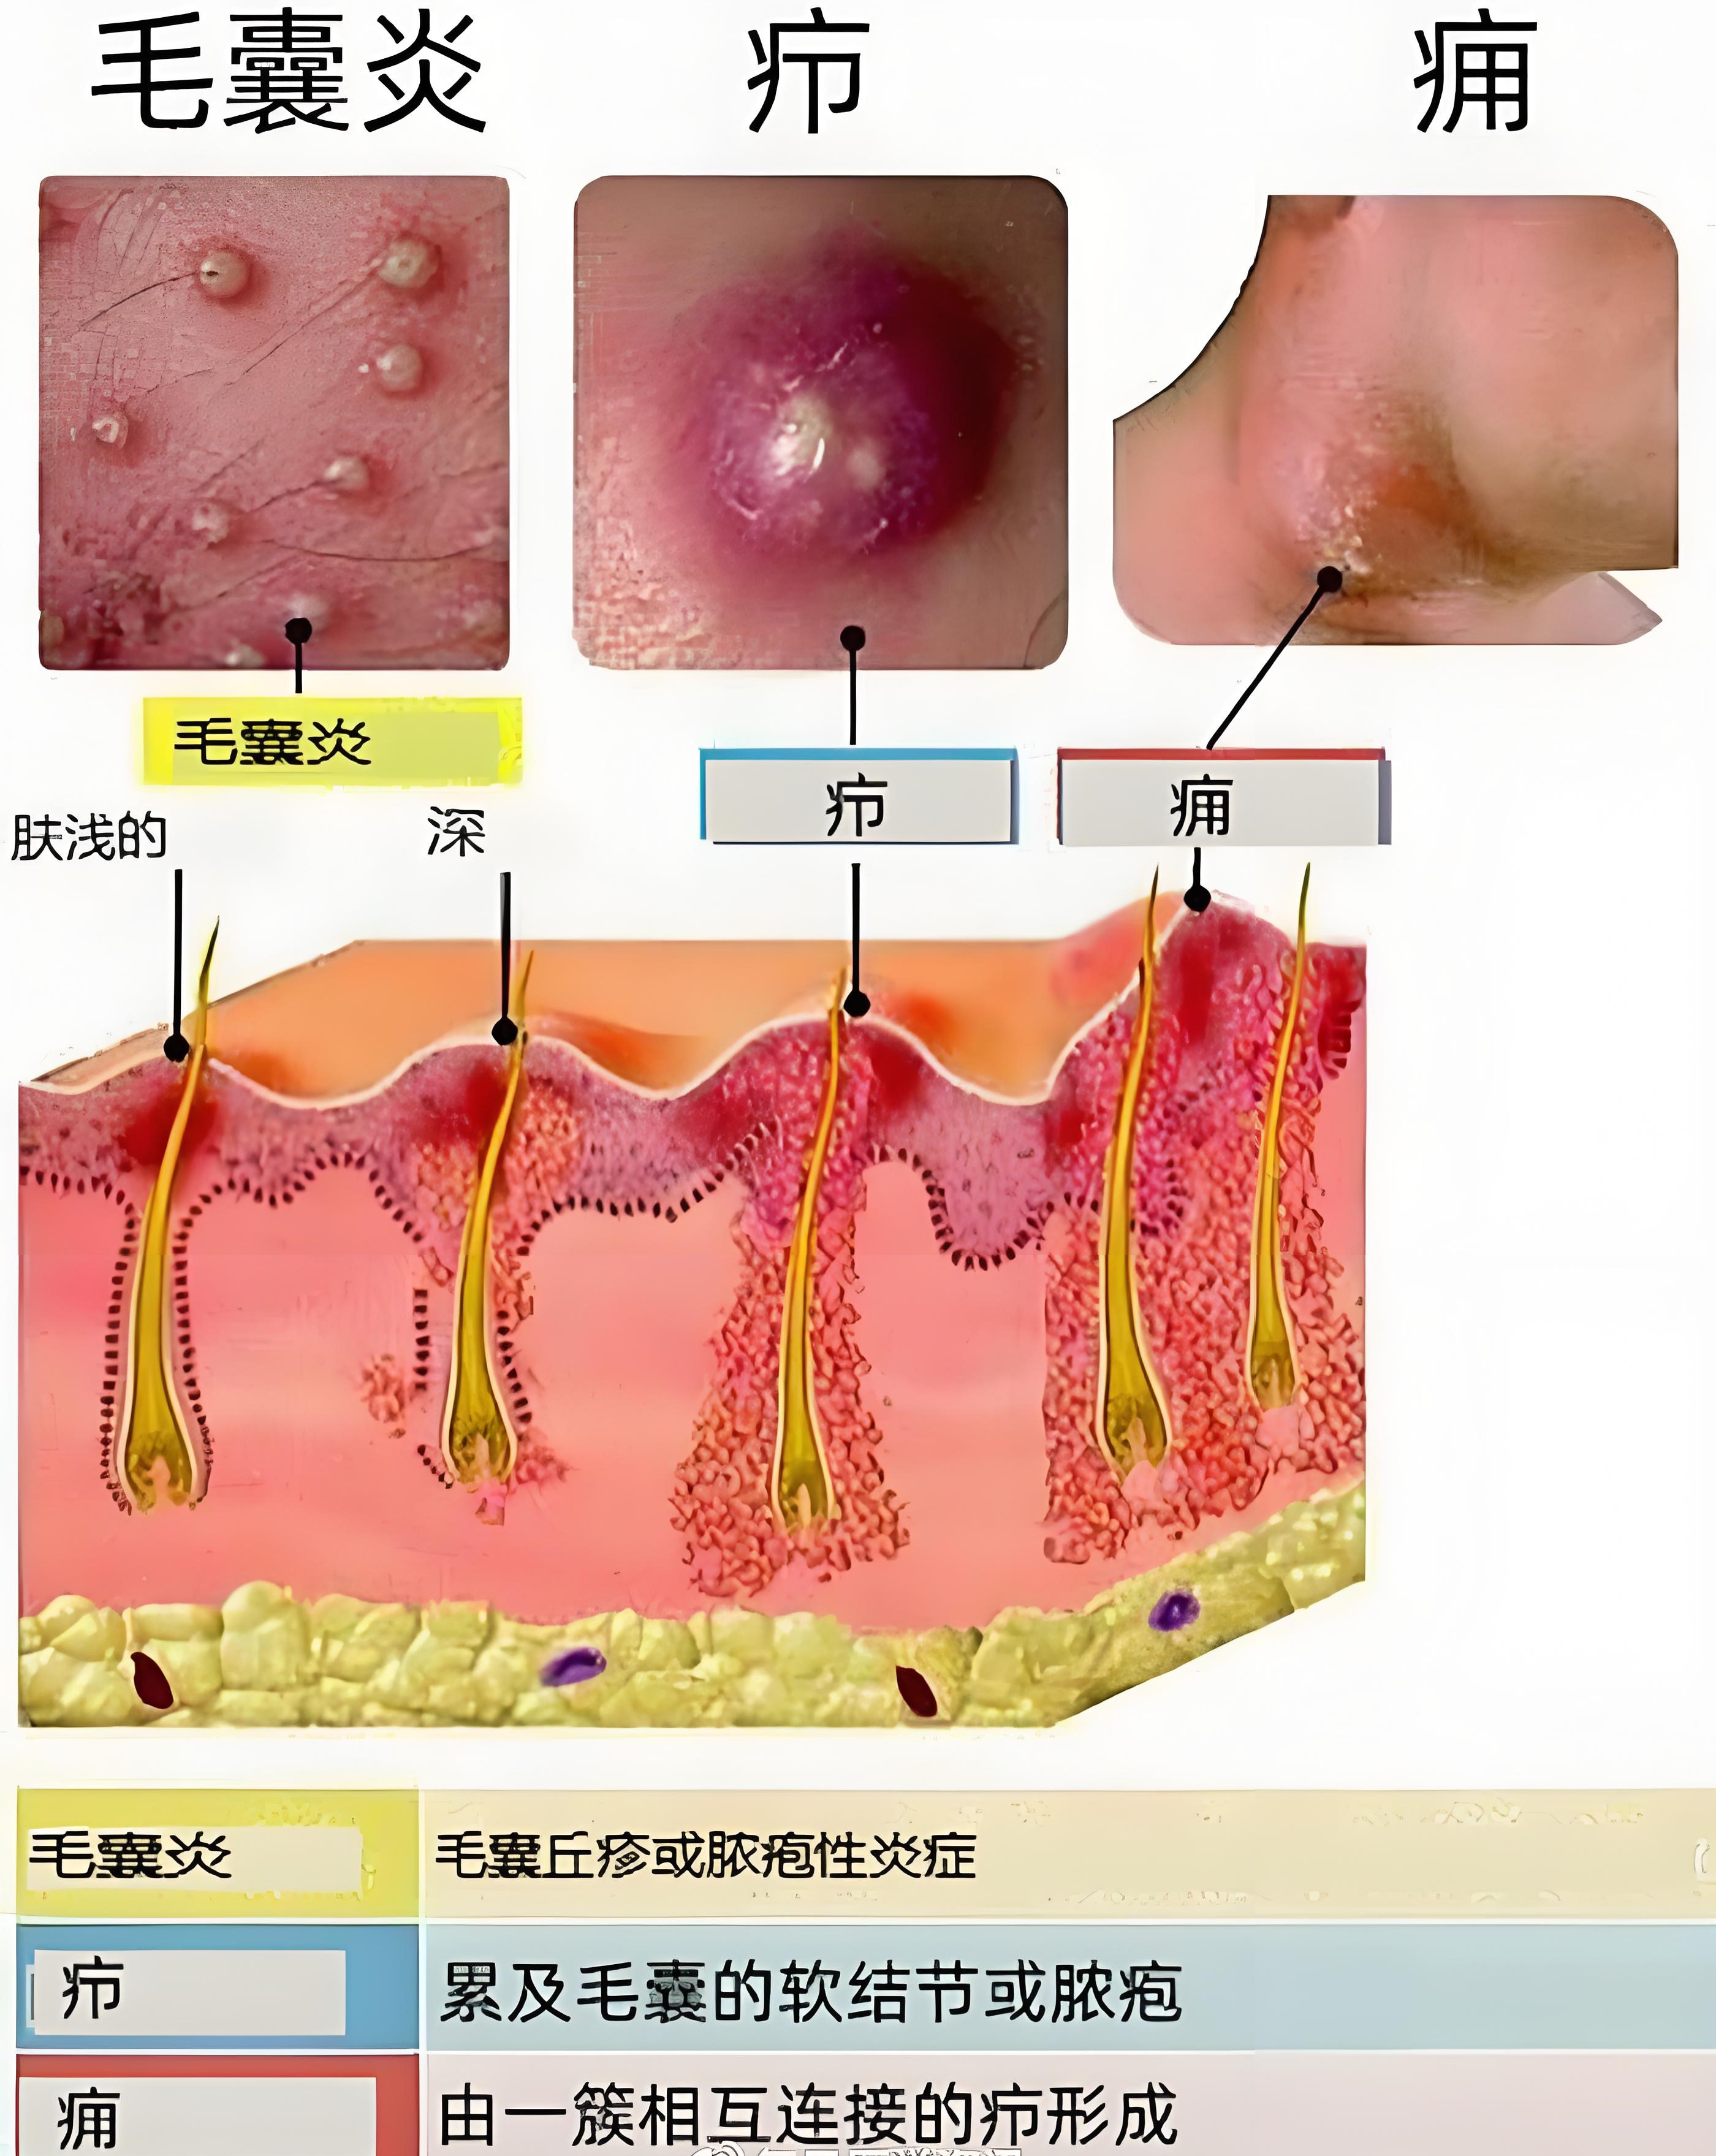 毛囊炎
疖
痈
毛囊炎
疖
痈
肤浅的
深
毛囊炎
毛囊丘疹或脓疱性炎症
疖
累及毛囊的软结节或脓疱
痈
由一簇相互连接的疖形成